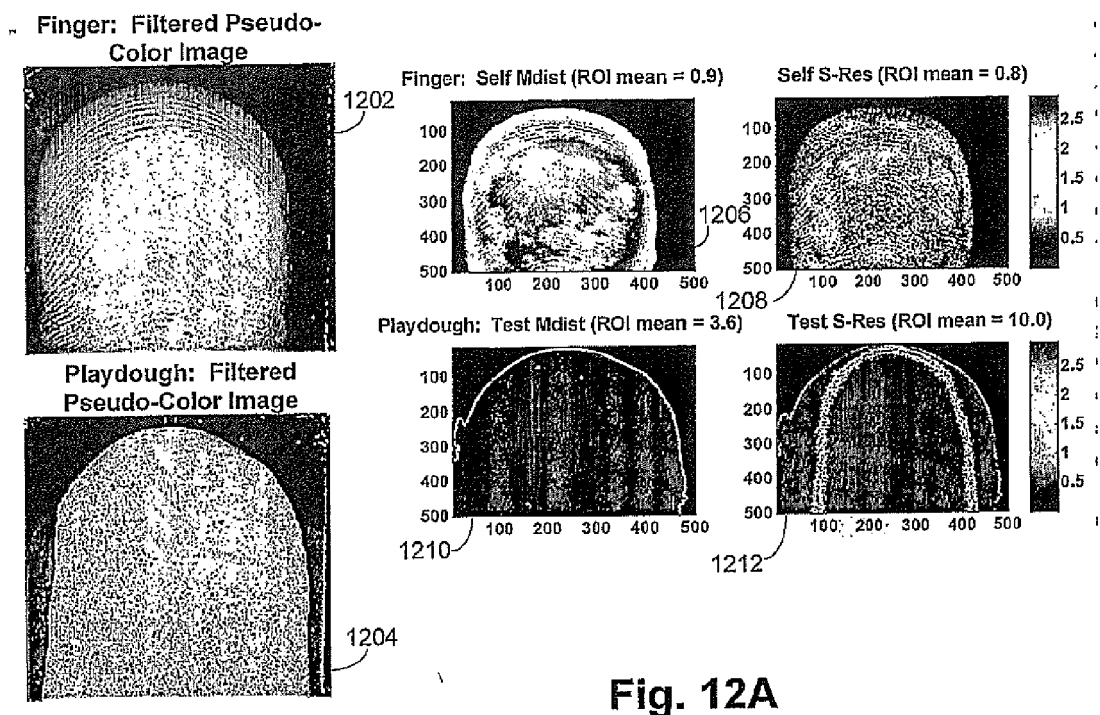 Finger: Filtered Pseudo-
Color Image
1202
Finger: Self Mdist (ROI mean = 0.9)
100
200
300
400
500
100 200 300 400 500
1206
Self S-Res (ROI mean = 0.8)
100
200
300
400
500
100 200 300 400 500
1208
2.5
2
1.5
1
0.5
Playdough: Filtered
Pseudo-Color Image
1204
Playdough: Test Mdist (ROI mean = 3.6)
100
200
300
400
500
100 200 300 400 500
1210
Test S-Res (ROI mean = 10.0)
100
200
300
400
500
100 200 300 400 500
1212
2.5
2
1.5
1
0.5
Fig. 12A